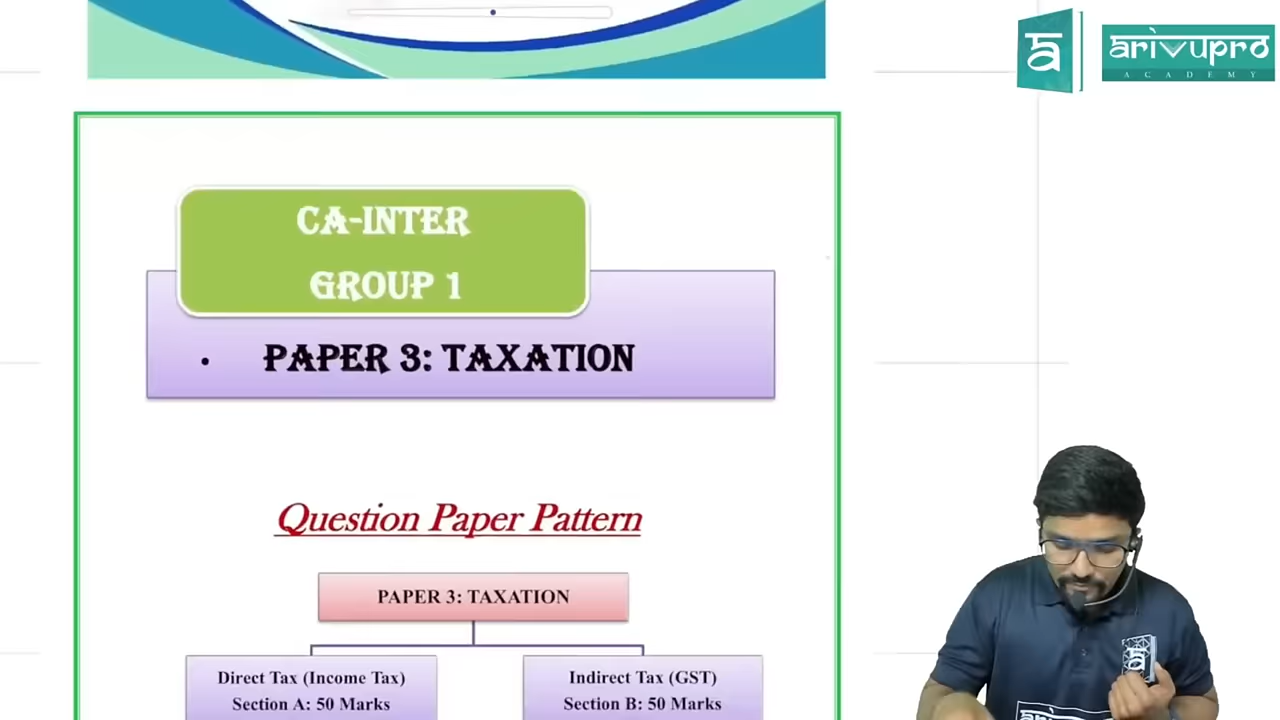 arivupro
ACADEMY
CA-INTER
GROUP 1
• PAPER 3: TAXATION
Question Paper Pattern
PAPER 3: TAXATION
Direct Tax (Income Tax)
Section A: 50 Marks
Indirect Tax (GST)
Section B: 50 Marks
arivupro